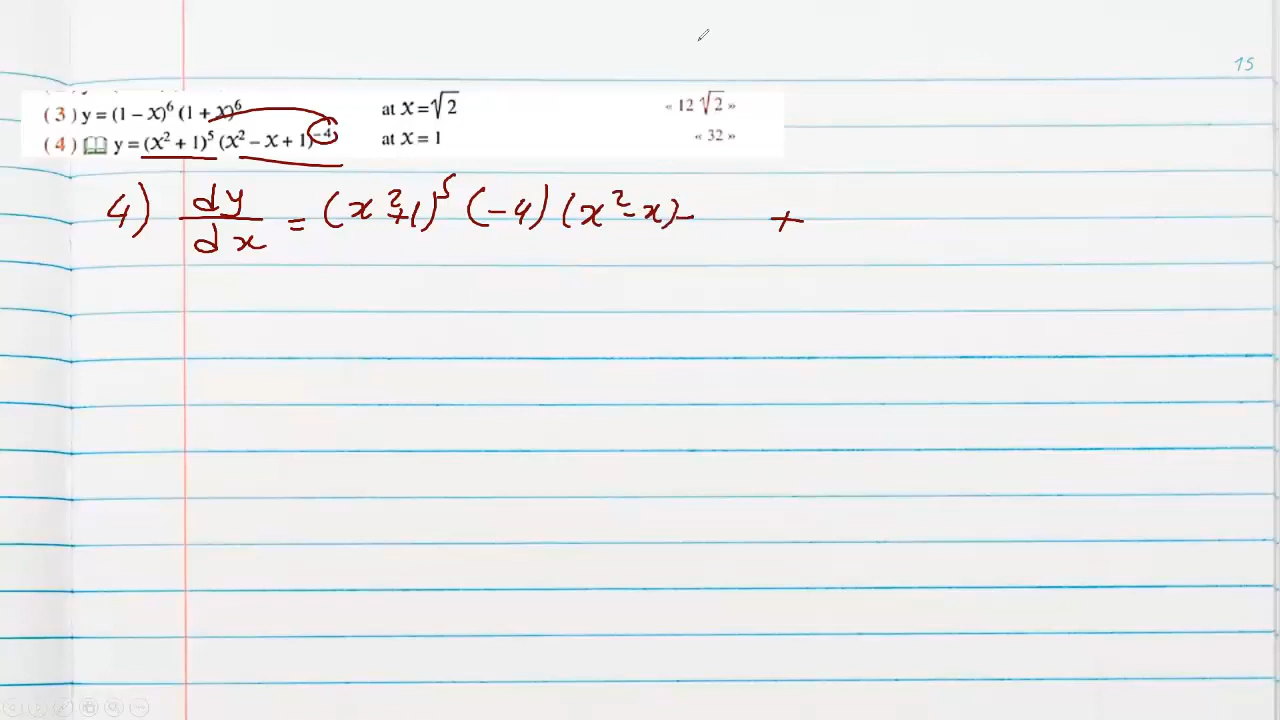 15
(3) y = (1 − x)⁶ (1 + x)⁶ at x = √2 « 12 √2 »
(4) y = (x² + 1)⁵ (x² − x + 1)⁻⁴ at x = 1 « 32 »
4) dy/dx = (x²+1)⁵ (−4) (x²−x)− +